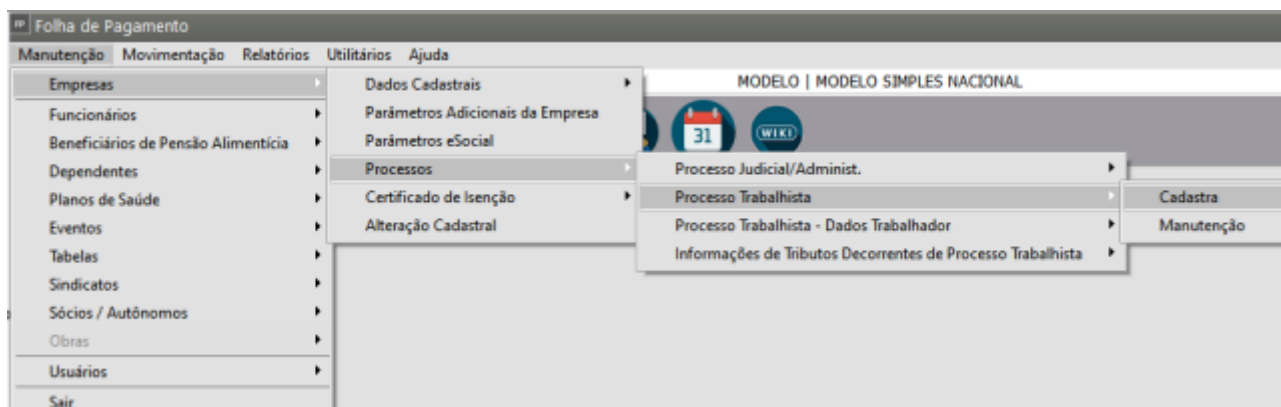 FP Folha de Pagamento
Manutenção Movimentação Relatórios Utilitários Ajuda
MODELO | MODELO SIMPLES NACIONAL
31
WIKI
Empresas
Funcionários
Beneficiários de Pensão Alimentícia
Dependentes
Planos de Saúde
Eventos
Tabelas
Sindicatos
Sócios / Autônomos
Obras
Usuários
Sair
Dados Cadastrais
Parâmetros Adicionais da Empresa
Parâmetros eSocial
Processos
Certificado de Isenção
Alteração Cadastral
Processo Judicial/Administ.
Processo Trabalhista
Processo Trabalhista - Dados Trabalhador
Informações de Tributos Decorrentes de Processo Trabalhista
Cadastra
Manutenção